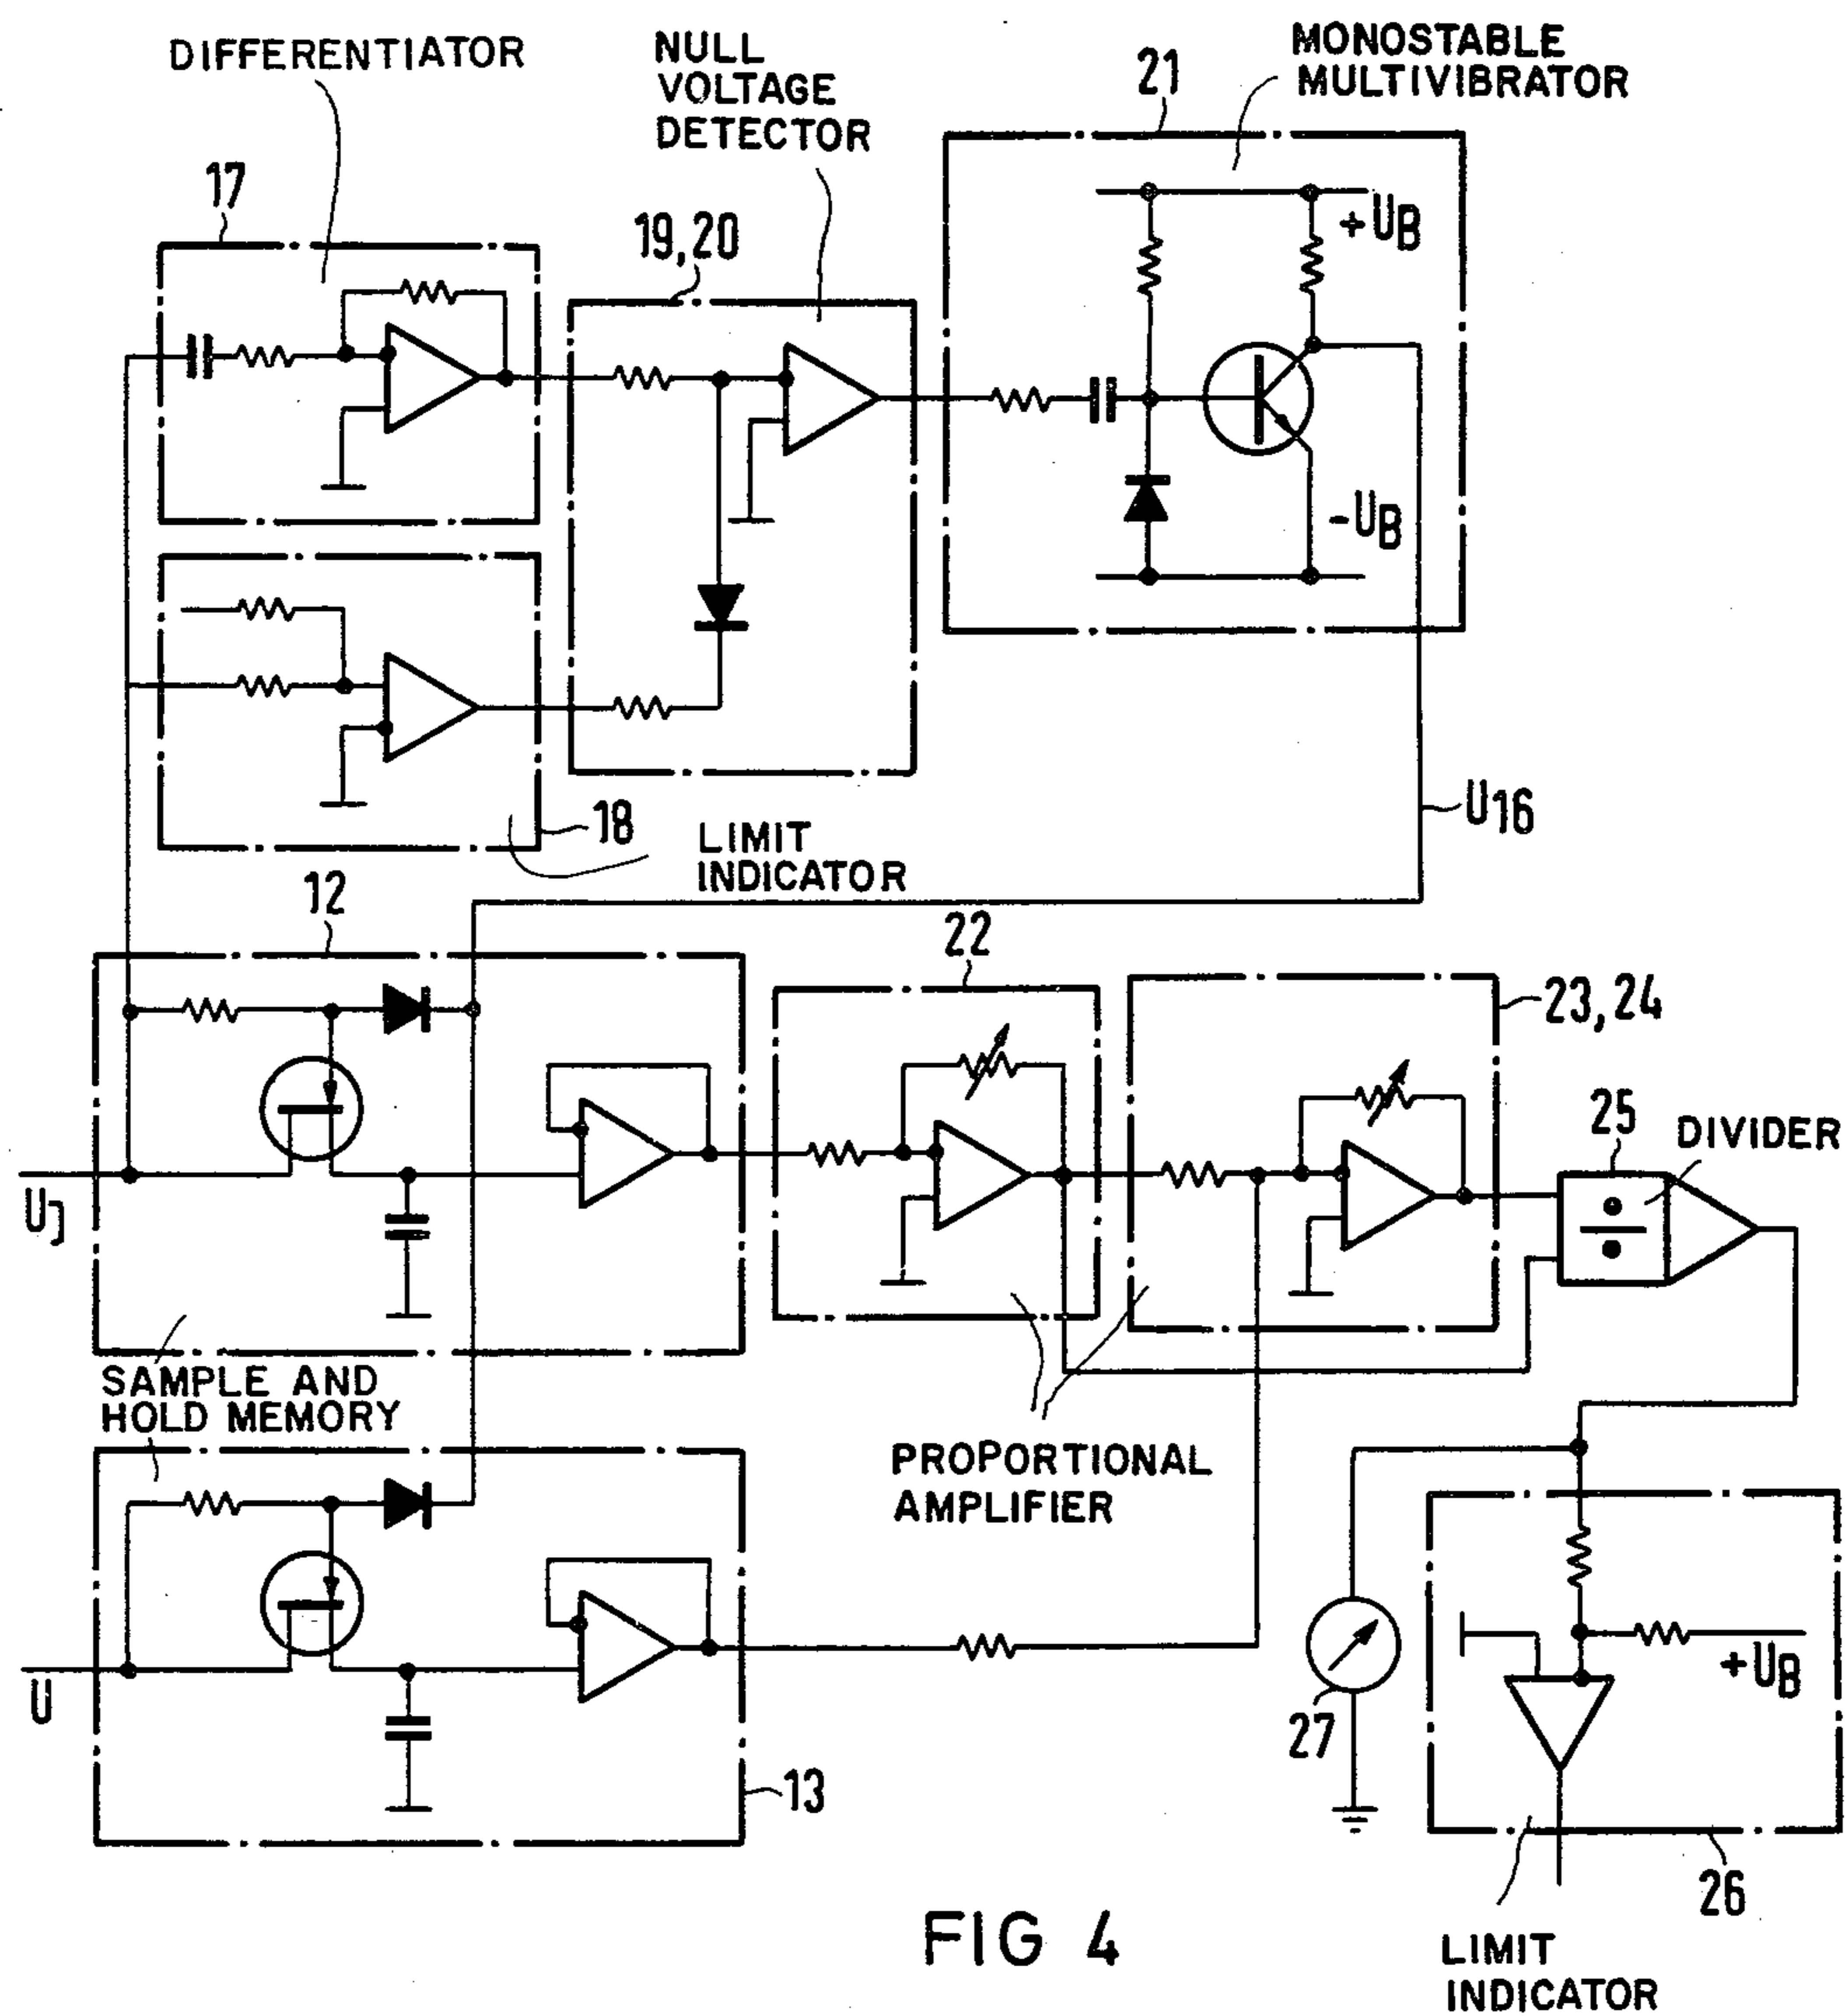 DIFFERENTIATOR
NULL
VOLTAGE
DETECTOR
MONOSTABLE
MULTIVIBRATOR
21
17
19,20
+UB
-UB
18
LIMIT
INDICATOR
U16
12
22
23,24
25
DIVIDER
UJ
SAMPLE AND
HOLD MEMORY
PROPORTIONAL
AMPLIFIER
U
13
27
+UB
26
LIMIT
INDICATOR
FIG 4